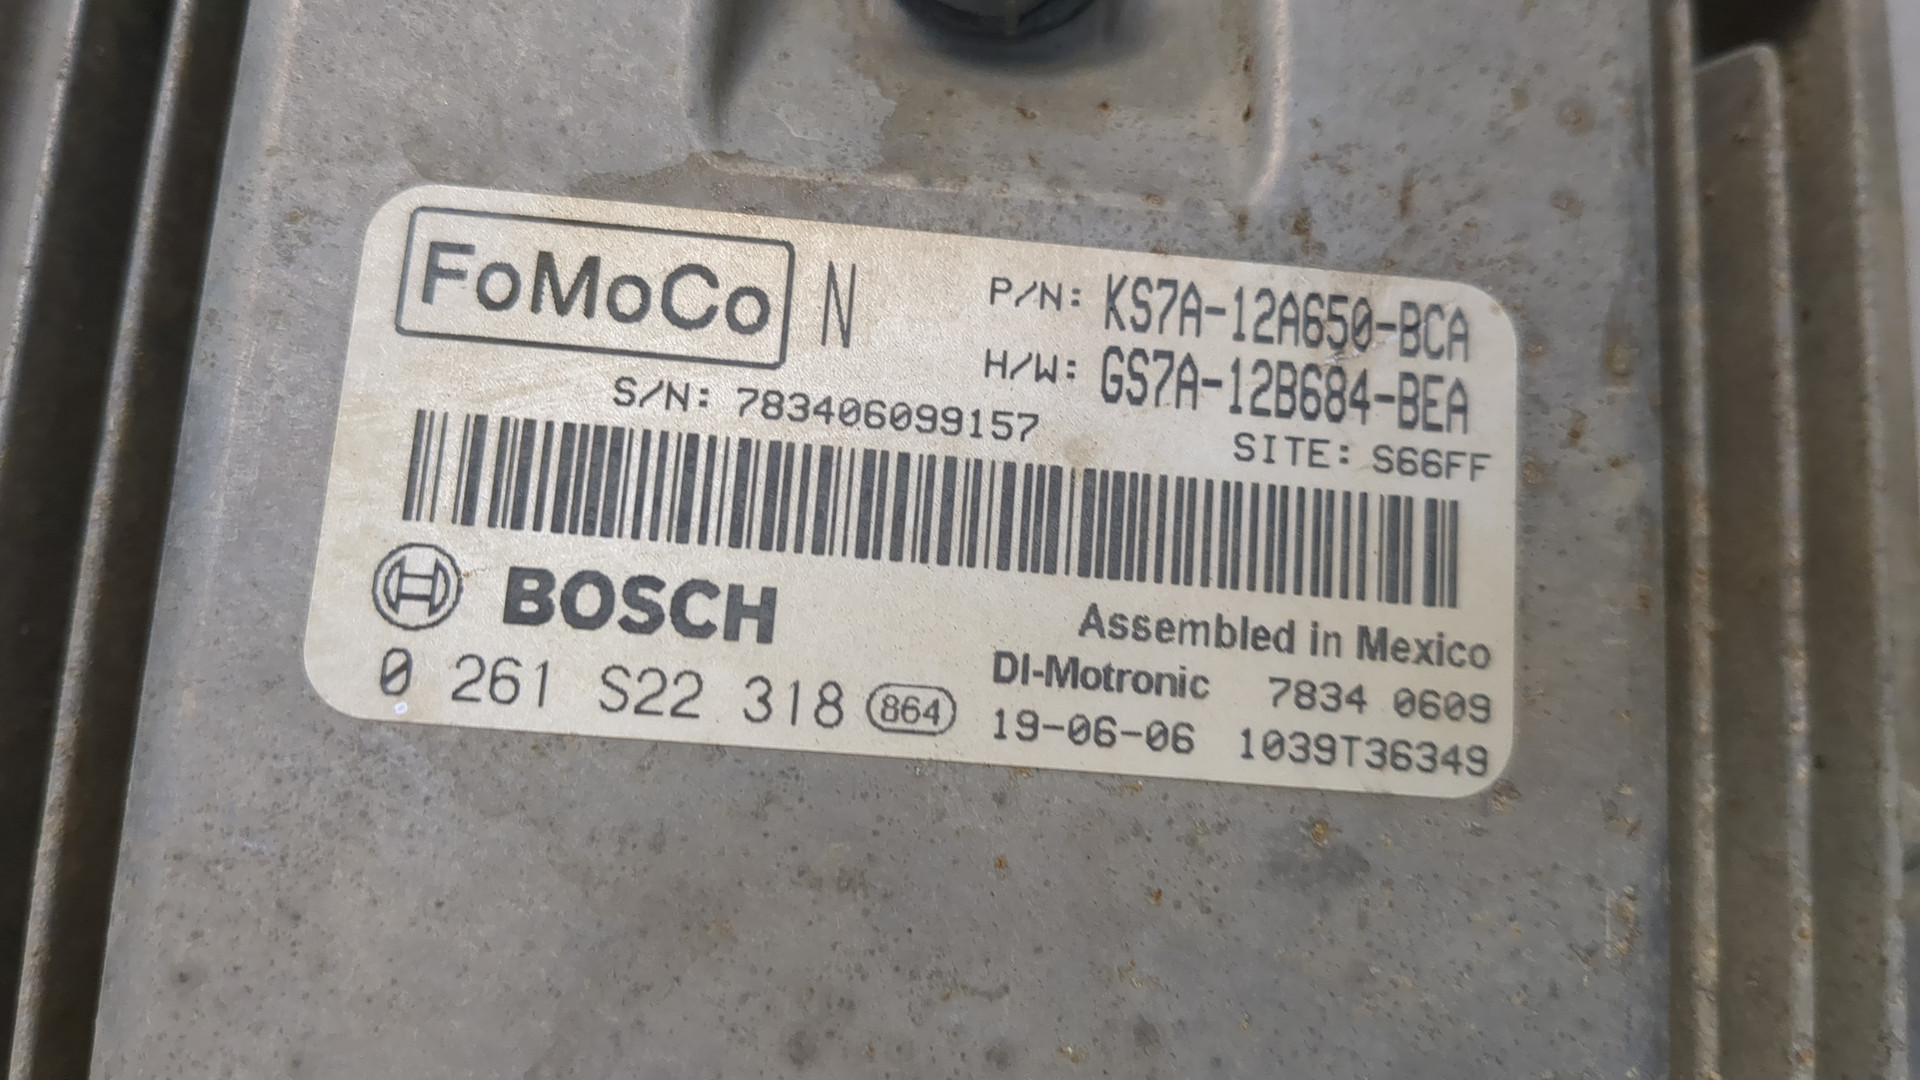 FoMoCo N
P/N: KS7A-12A650-BCA
H/W: GS7A-12B684-BEA
S/N: 783406099157
SITE: S66FF
BOSCH
Assembled in Mexico
0 261 S22 318 864
DI-Motronic 7834 0609
19-06-06 1039T36349